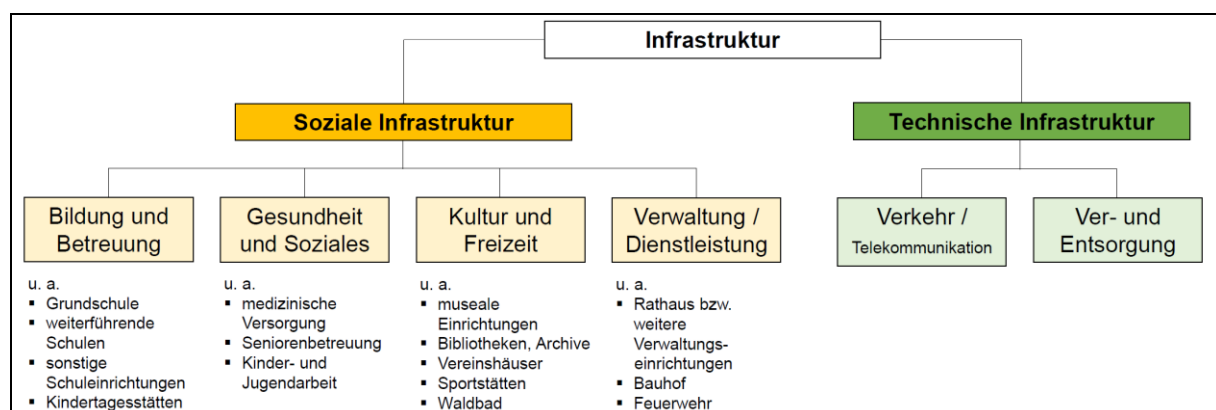 Infrastruktur
Soziale Infrastruktur
Technische Infrastruktur
Bildung und
Betreuung
Gesundheit
und Soziales
Kultur und
Freizeit
Verwaltung /
Dienstleistung
Verkehr /
Telekommunikation
Ver- und
Entsorgung
u. a.
▪ Grundschule
▪ weiterführende
Schulen
▪ sonstige
Schuleinrichtungen
▪ Kindertagesstätten
u. a.
▪ medizinische
Versorgung
▪ Seniorenbetreuung
▪ Kinder- und
Jugendarbeit
u. a.
▪ museale
Einrichtungen
▪ Bibliotheken, Archive
▪ Vereinshäuser
▪ Sportstätten
▪ Waldbad
u. a.
▪ Rathaus bzw.
weitere
Verwaltungs-
einrichtungen
▪ Bauhof
▪ Feuerwehr